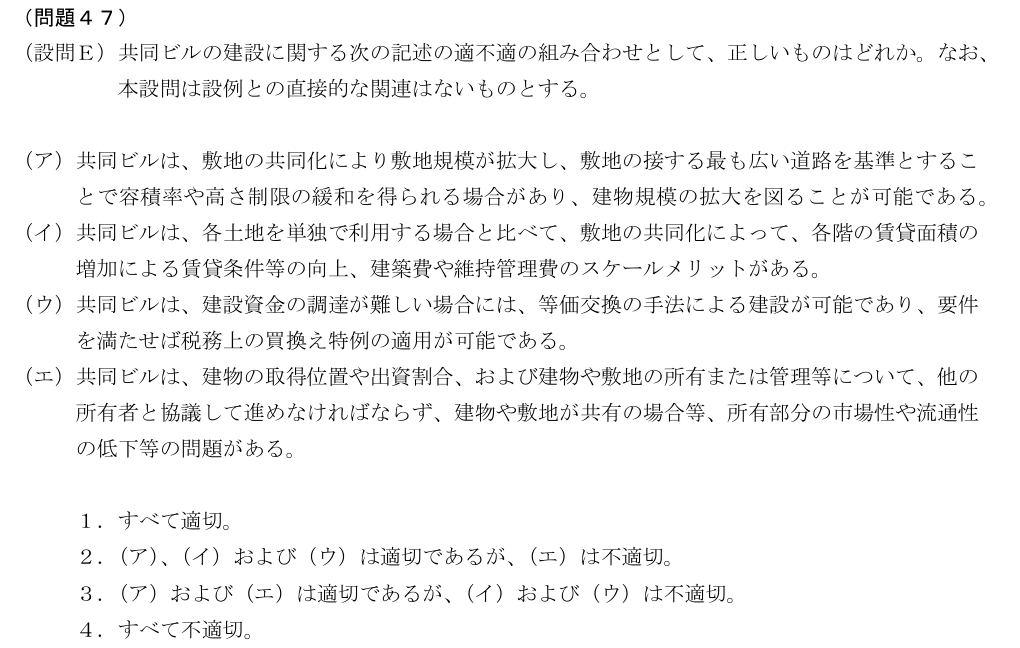 （問題４７）
（設問Ｅ）共同ビルの建設に関する次の記述の適不適の組み合わせとして、正しいものはどれか。なお、
本設問は設例との直接的な関連はないものとする。
（ア）共同ビルは、敷地の共同化により敷地規模が拡大し、敷地の接する最も広い道路を基準とするこ
とで容積率や高さ制限の緩和を得られる場合があり、建物規模の拡大を図ることが可能である。
（イ）共同ビルは、各土地を単独で利用する場合と比べて、敷地の共同化によって、各階の賃貸面積の
増加による賃貸条件等の向上、建築費や維持管理費のスケールメリットがある。
（ウ）共同ビルは、建設資金の調達が難しい場合には、等価交換の手法による建設が可能であり、要件
を満たせば税務上の買換え特例の適用が可能である。
（エ）共同ビルは、建物の取得位置や出資割合、および建物や敷地の所有または管理等について、他の
所有者と協議して進めなければならず、建物や敷地が共有の場合等、所有部分の市場性や流通性
の低下等の問題がある。
１．すべて適切。
２．（ア）、（イ）および（ウ）は適切であるが、（エ）は不適切。
３．（ア）および（エ）は適切であるが、（イ）および（ウ）は不適切。
４．すべて不適切。